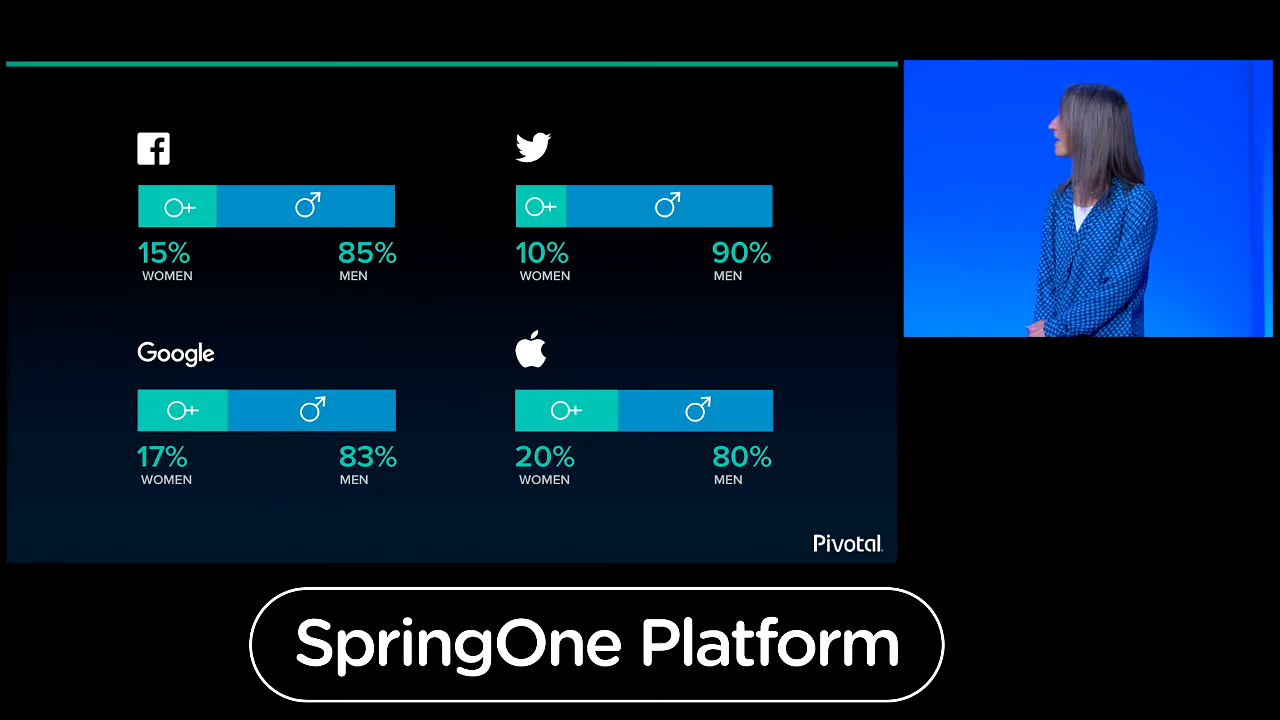 15%
WOMEN
85%
MEN
10%
WOMEN
90%
MEN
Google
17%
WOMEN
83%
MEN
20%
WOMEN
80%
MEN
Pivotal
SpringOne Platform